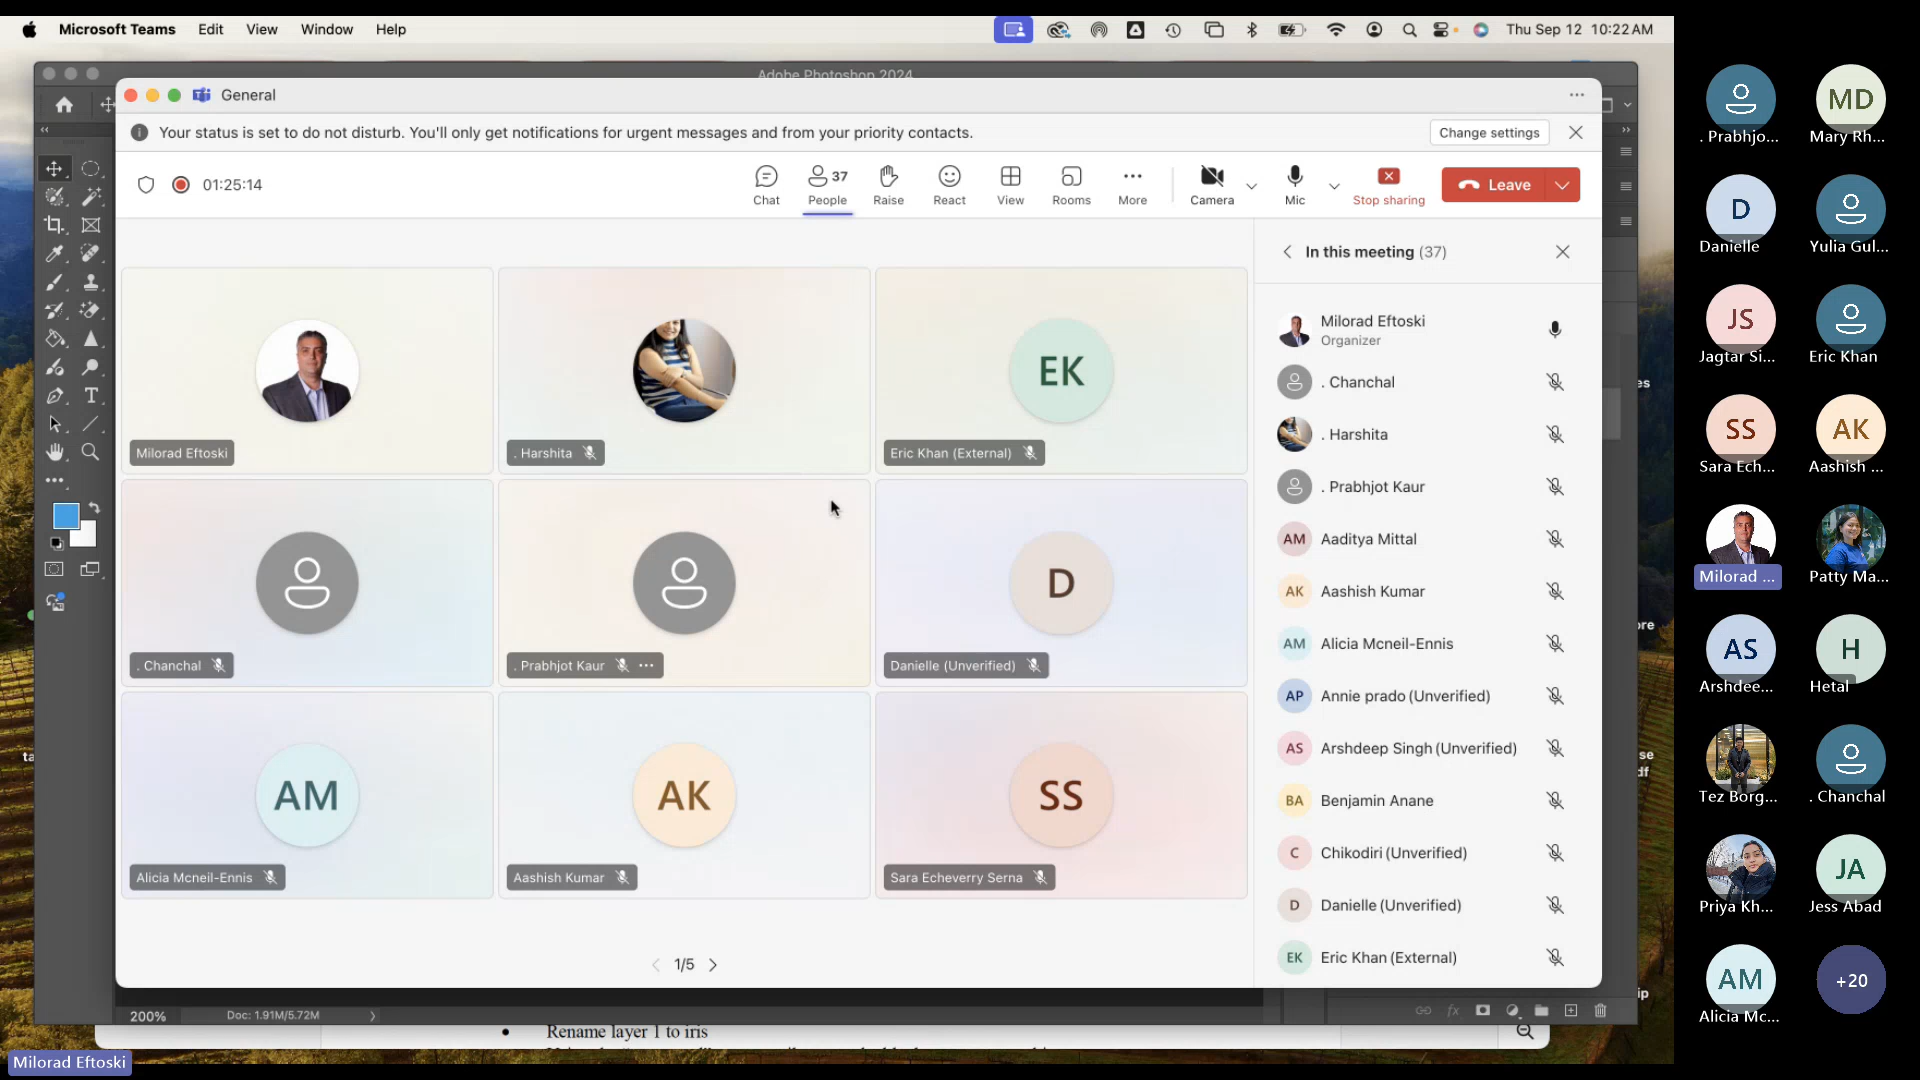 Microsoft Teams Edit View Window Help
Thu Sep 12 10:22 AM
Adobe Photoshop 2024
General
Your status is set to do not disturb. You'll only get notifications for urgent messages and from your priority contacts.
Change settings
01:25:14
37
Chat People Raise React View Rooms More Camera Mic Stop sharing Leave
In this meeting (37)
Milorad Eftoski
. Harshita
EK
Eric Khan (External)
. Chanchal
. Prabhjot Kaur
D
Danielle (Unverified)
AM
Alicia Mcneil-Ennis
AK
Aashish Kumar
SS
Sara Echeverry Serna
1/5
Milorad Eftoski
Organizer
. Chanchal
. Harshita
. Prabhjot Kaur
AM Aaditya Mittal
AK Aashish Kumar
AM Alicia Mcneil-Ennis
AP Annie prado (Unverified)
AS Arshdeep Singh (Unverified)
BA Benjamin Anane
C Chikodiri (Unverified)
D Danielle (Unverified)
EK Eric Khan (External)
es
ore
ta
se
df
ip
200% Doc: 1.91M/5.72M
fx
• Rename layer 1 to iris
Milorad Eftoski
MD
. Prabhjo... Mary Rh...
D
Danielle Yulia Gul...
JS
Jagtar Si... Eric Khan
SS AK
Sara Ech... Aashish ...
Milorad ... Patty Ma...
AS H
Arshdee... Hetal
Tez Borg... . Chanchal
JA
Priya Kh... Jess Abad
AM +20
Alicia Mc...